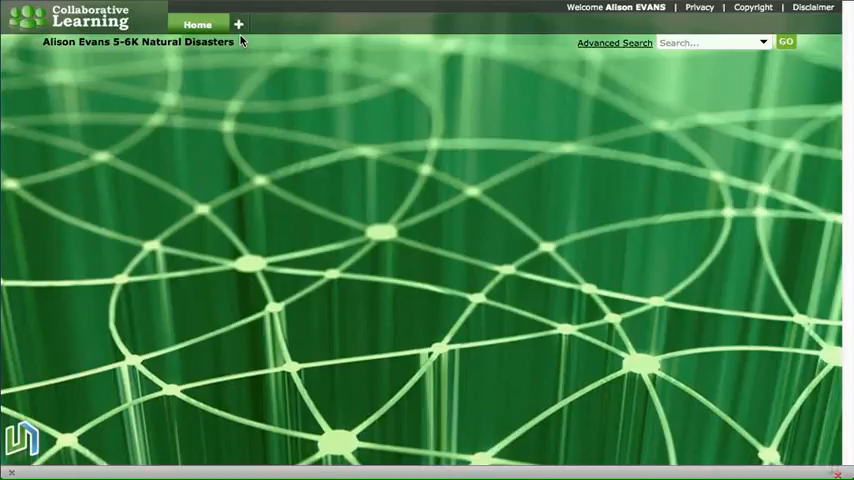 Collaborative
Learning
Home +
Welcome Alison EVANS | Privacy | Copyright | Disclaimer
Alison Evans 5-6K Natural Disasters
Advanced Search Search... GO